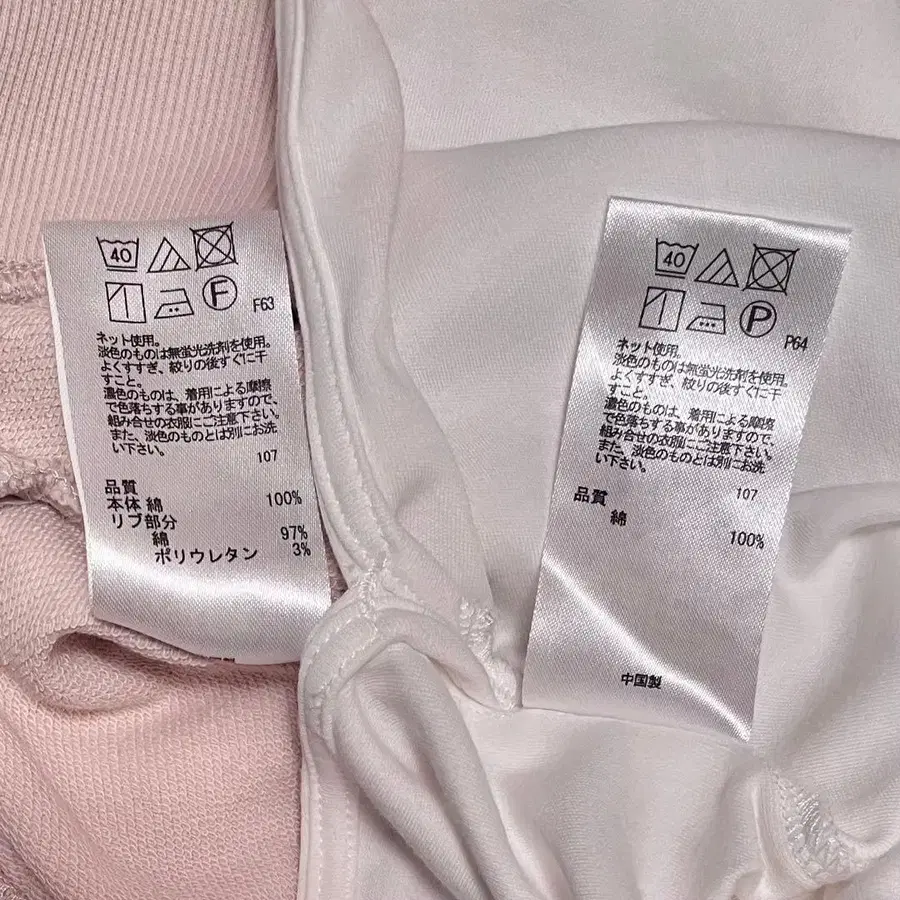 40
F
F63
ネット使用。
淡色のものは無蛍光洗剤を使用。
よくすすぎ、絞りの後すぐに干
すこと。
濃色のものは、着用による摩擦
で色落ちする事がありますので、
組み合せの衣服にご注意下さい。
また、淡色のものとは別にお洗
い下さい。
107
品質
本体 綿 100%
リブ部分
綿 97%
ポリウレタン 3%
40
P
P64
ネット使用。
淡色のものは無蛍光洗剤を使用。
よくすすぎ、絞りの後すぐに干
すこと。
濃色のものは、着用による摩擦
で色落ちする事がありますので、
組み合せの衣服にご注意下さい。
また、淡色のものとは別にお洗
い下さい。
107
品質
綿 100%
中国製